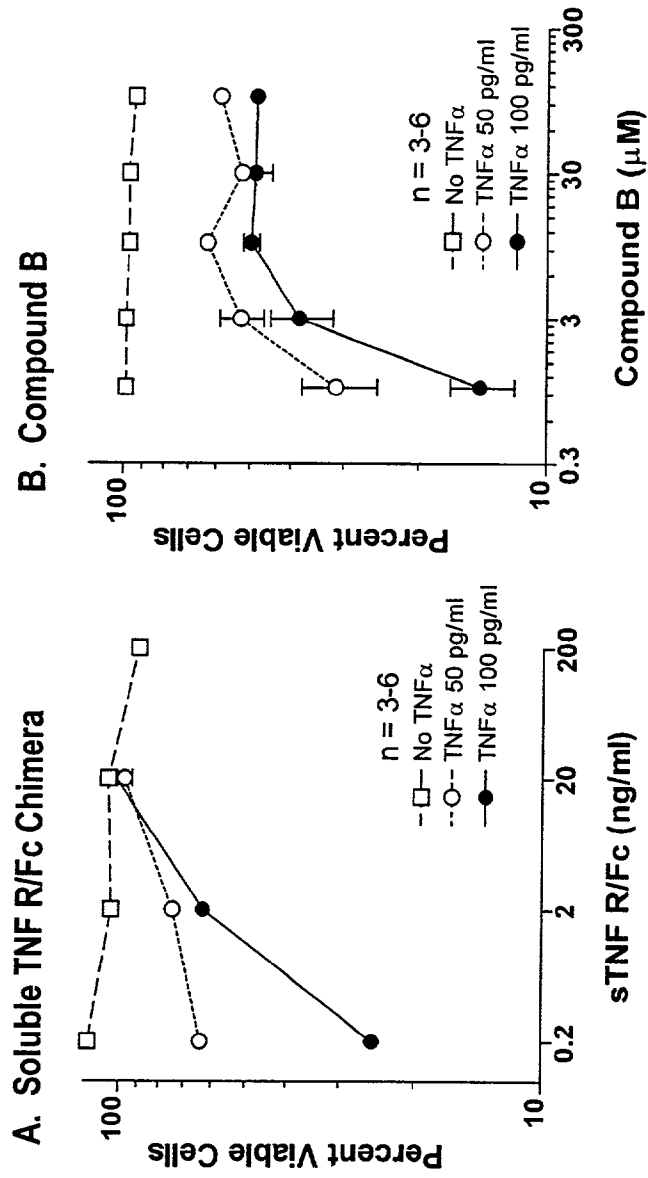 A. Soluble TNF R/Fc Chimera
Percent Viable Cells
100
10
n = 3-6
No TNFα
TNFα 50 pg/ml
TNFα 100 pg/ml
0.2
2
20
200
sTNF R/Fc (ng/ml)
B. Compound B
Percent Viable Cells
100
10
n = 3-6
No TNFα
TNFα 50 pg/ml
TNFα 100 pg/ml
0.3
3
30
300
Compound B (µM)